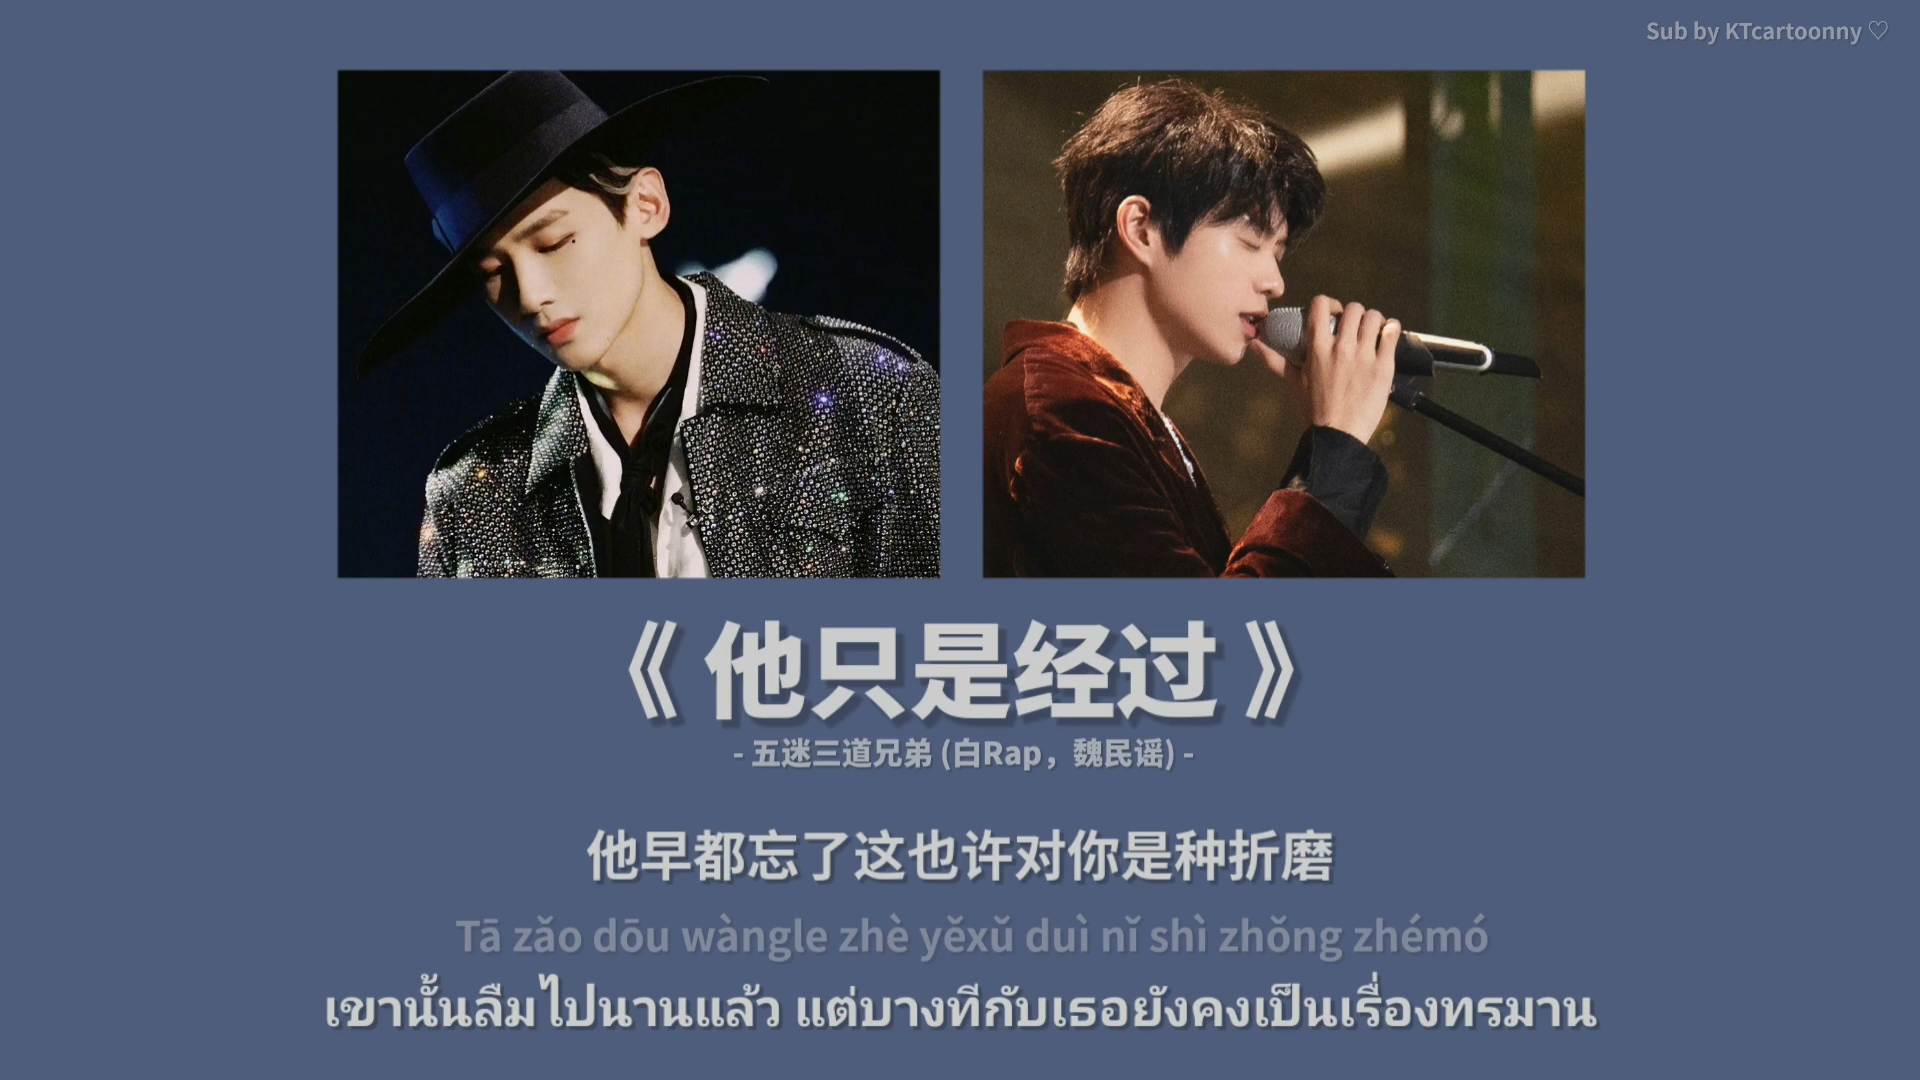 Sub by KTcartoonny ♡
《他只是经过》
- 五迷三道兄弟 (白Rap，魏民谣) -
他早都忘了这也许对你是种折磨
Tā zǎo dōu wàngle zhè yěxǔ duì nǐ shì zhǒng zhémó
เขานั้นลืมไปนานแล้ว แต่บางทีกับเธอยังคงเป็นเรื่องทรมาน